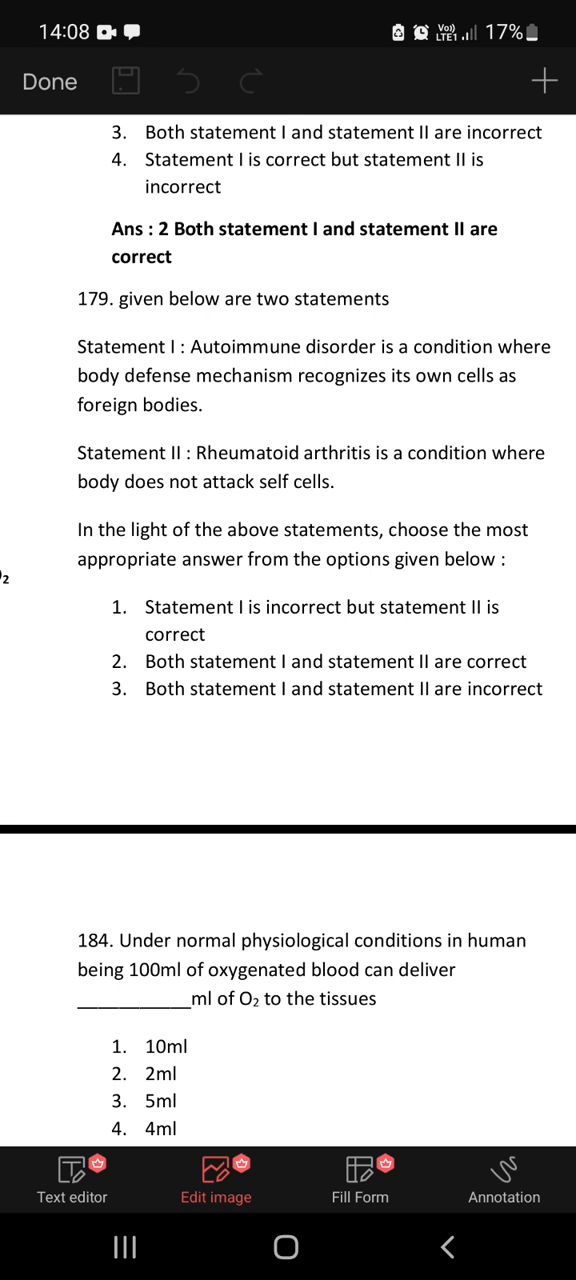 14:08
Vo)) LTE1 17%
Done
3. Both statement I and statement II are incorrect
4. Statement I is correct but statement II is
incorrect
Ans : 2 Both statement I and statement II are
correct
179. given below are two statements
Statement I : Autoimmune disorder is a condition where
body defense mechanism recognizes its own cells as
foreign bodies.
Statement II : Rheumatoid arthritis is a condition where
body does not attack self cells.
In the light of the above statements, choose the most
appropriate answer from the options given below :
1. Statement I is incorrect but statement II is
correct
2. Both statement I and statement II are correct
3. Both statement I and statement II are incorrect
184. Under normal physiological conditions in human
being 100ml of oxygenated blood can deliver
___________ml of O₂ to the tissues
1. 10ml
2. 2ml
3. 5ml
4. 4ml
Text editor Edit image Fill Form Annotation